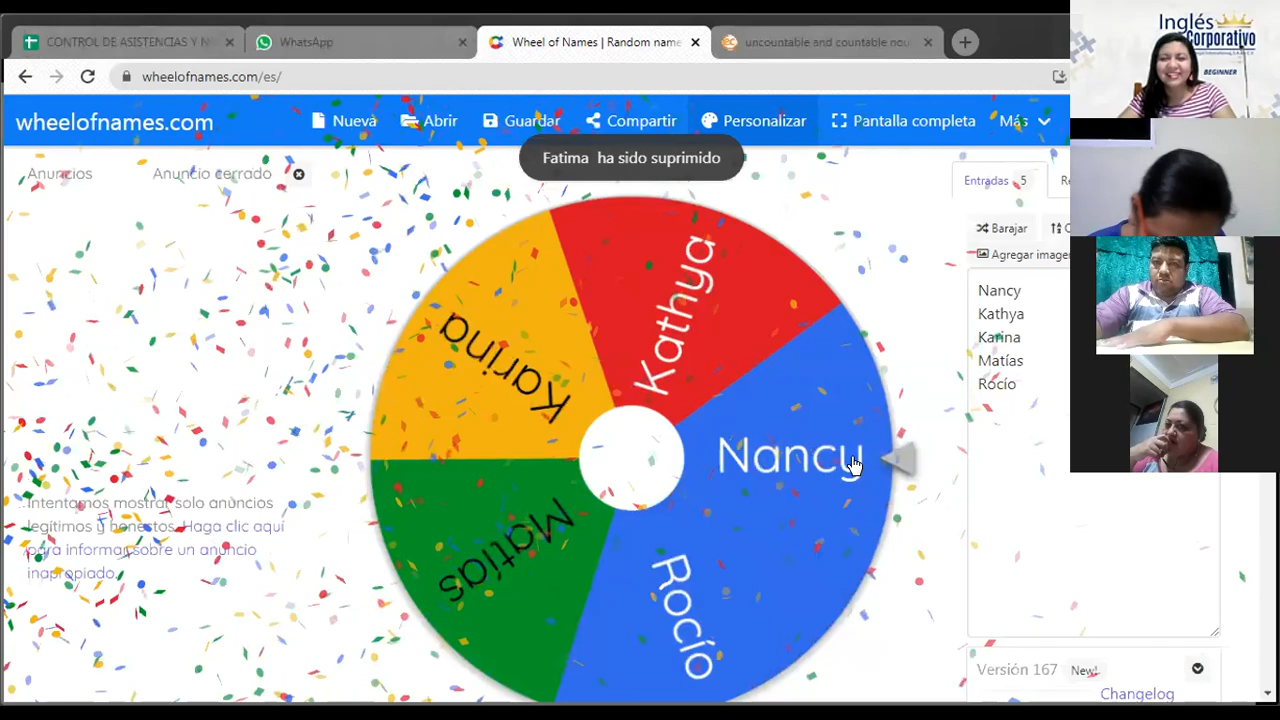 CONTROL DE ASISTENCIAS Y N
WhatsApp
Wheel of Names | Random name
uncountable and countable nou
wheelofnames.com/es/
wheelofnames.com
Nueva
Abrir
Guardar
Compartir
Personalizar
Pantalla completa
Más
Fatima ha sido suprimido
Anuncios
Anuncio cerrado
Entradas 5
Re
Barajar
Agregar image
Nancy
Kathya
Karina
Matías
Rocío
Kathya
Karina
Nancy
Matías
Rocío
Intentamos mostrar solo anuncios
legítimos y honestos. Haga clic aquí
para informar sobre un anuncio
inapropiado.
Versión 167 New!
Changelog
Inglés
Corporativo
BEGINNER